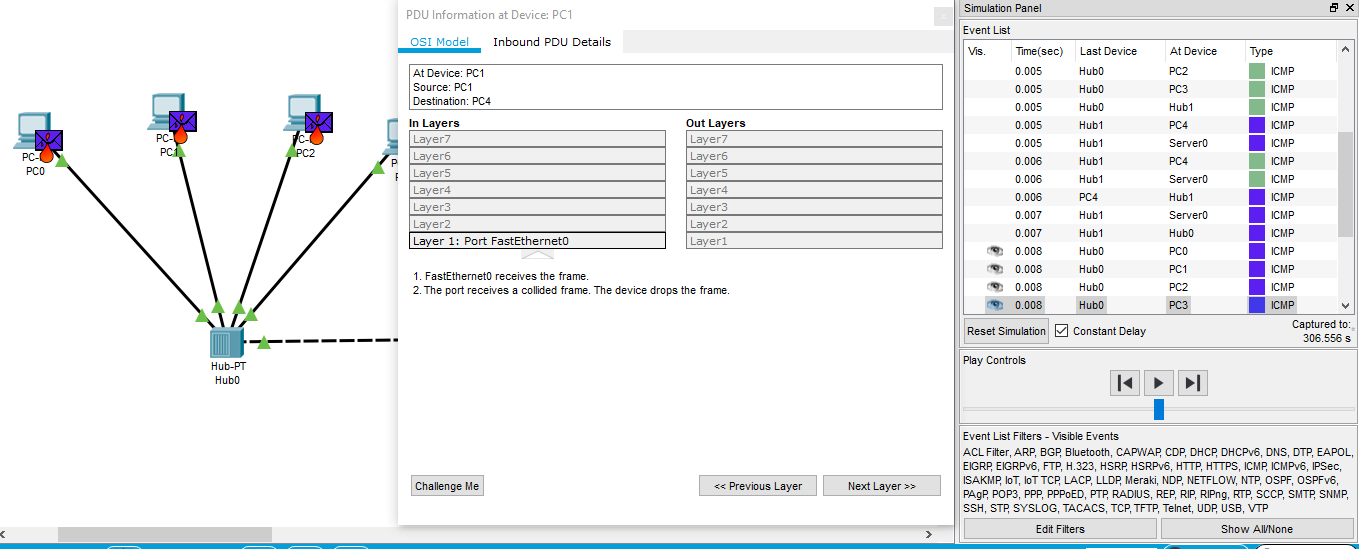 PC-
PC0
PC-
PC1
PC-
PC2
P
P
Hub-PT
Hub0
PDU Information at Device: PC1
OSI Model
Inbound PDU Details
At Device: PC1
Source: PC1
Destination: PC4
In Layers
Layer7
Layer6
Layer5
Layer4
Layer3
Layer2
Layer 1: Port FastEthernet0
Out Layers
Layer7
Layer6
Layer5
Layer4
Layer3
Layer2
Layer1
1. FastEthernet0 receives the frame.
2. The port receives a collided frame. The device drops the frame.
Challenge Me
<< Previous Layer
Next Layer >>
Simulation Panel
Event List
Vis. Time(sec) Last Device At Device Type
0.005 Hub0 PC2 ICMP
0.005 Hub0 PC3 ICMP
0.005 Hub0 Hub1 ICMP
0.005 Hub1 PC4 ICMP
0.005 Hub1 Server0 ICMP
0.006 Hub1 PC4 ICMP
0.006 Hub1 Server0 ICMP
0.006 PC4 Hub1 ICMP
0.007 Hub1 Server0 ICMP
0.007 Hub1 Hub0 ICMP
0.008 Hub0 PC0 ICMP
0.008 Hub0 PC1 ICMP
0.008 Hub0 PC2 ICMP
0.008 Hub0 PC3 ICMP
Reset Simulation
Constant Delay
Captured to:
306.556 s
Play Controls
Event List Filters - Visible Events
ACL Filter, ARP, BGP, Bluetooth, CAPWAP, CDP, DHCP, DHCPv6, DNS, DTP, EAPOL,
EIGRP, EIGRPv6, FTP, H.323, HSRP, HSRPv6, HTTP, HTTPS, ICMP, ICMPv6, IPSec,
ISAKMP, IoT, IoT TCP, LACP, LLDP, Meraki, NDP, NETFLOW, NTP, OSPF, OSPFv6,
PAgP, POP3, PPP, PPPoED, PTP, RADIUS, REP, RIP, RIPng, RTP, SCCP, SMTP, SNMP,
SSH, STP, SYSLOG, TACACS, TCP, TFTP, Telnet, UDP, USB, VTP
Edit Filters
Show All/None